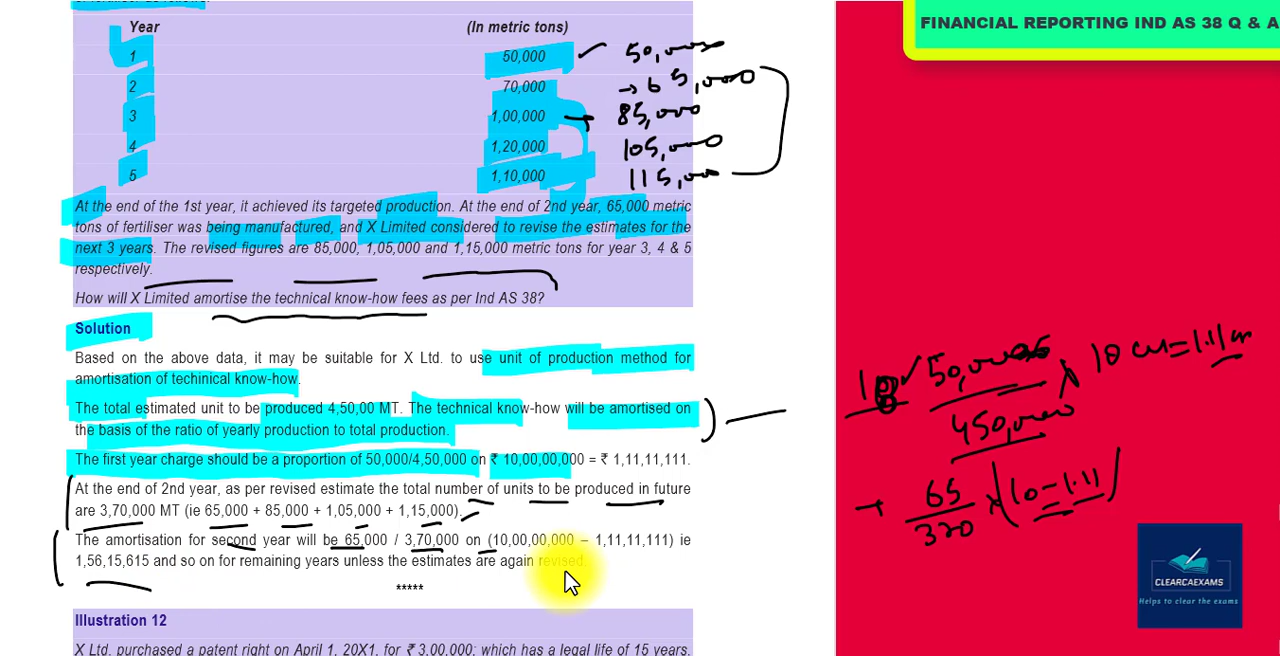 FINANCIAL REPORTING IND AS 38 Q & A
Year (In metric tons)
1 50,000 50,000
2 70,000 → 65,000
3 1,00,000 → 85,000
4 1,20,000 105,000
5 1,10,000 115,000
At the end of the 1st year, it achieved its targeted production. At the end of 2nd year, 65,000 metric
tons of fertiliser was being manufactured, and X Limited considered to revise the estimates for the
next 3 years. The revised figures are 85,000, 1,05,000 and 1,15,000 metric tons for year 3, 4 & 5
respectively.
How will X Limited amortise the technical know-how fees as per Ind AS 38?
Solution
Based on the above data, it may be suitable for X Ltd. to use unit of production method for
amortisation of techinical know-how.
The total estimated unit to be produced 4,50,00 MT. The technical know-how will be amortised on
the basis of the ratio of yearly production to total production.
The first year charge should be a proportion of 50,000/4,50,000 on ₹ 10,00,00,000 = ₹ 1,11,11,111.
At the end of 2nd year, as per revised estimate the total number of units to be produced in future
are 3,70,000 MT (ie 65,000 + 85,000 + 1,05,000 + 1,15,000).
The amortisation for second year will be 65,000 / 3,70,000 on (10,00,00,000 – 1,11,11,111) ie
1,56,15,615 and so on for remaining years unless the estimates are again revised.
*****
Illustration 12
X Ltd. purchased a patent right on April 1, 20X1, for ₹ 3,00,000; which has a legal life of 15 years.
50,000 × 10 cr = 1.11 cr
450,000
→ 65 × (10 – 1.11)
370
CLEARCAEXAMS
Helps to clear the exams